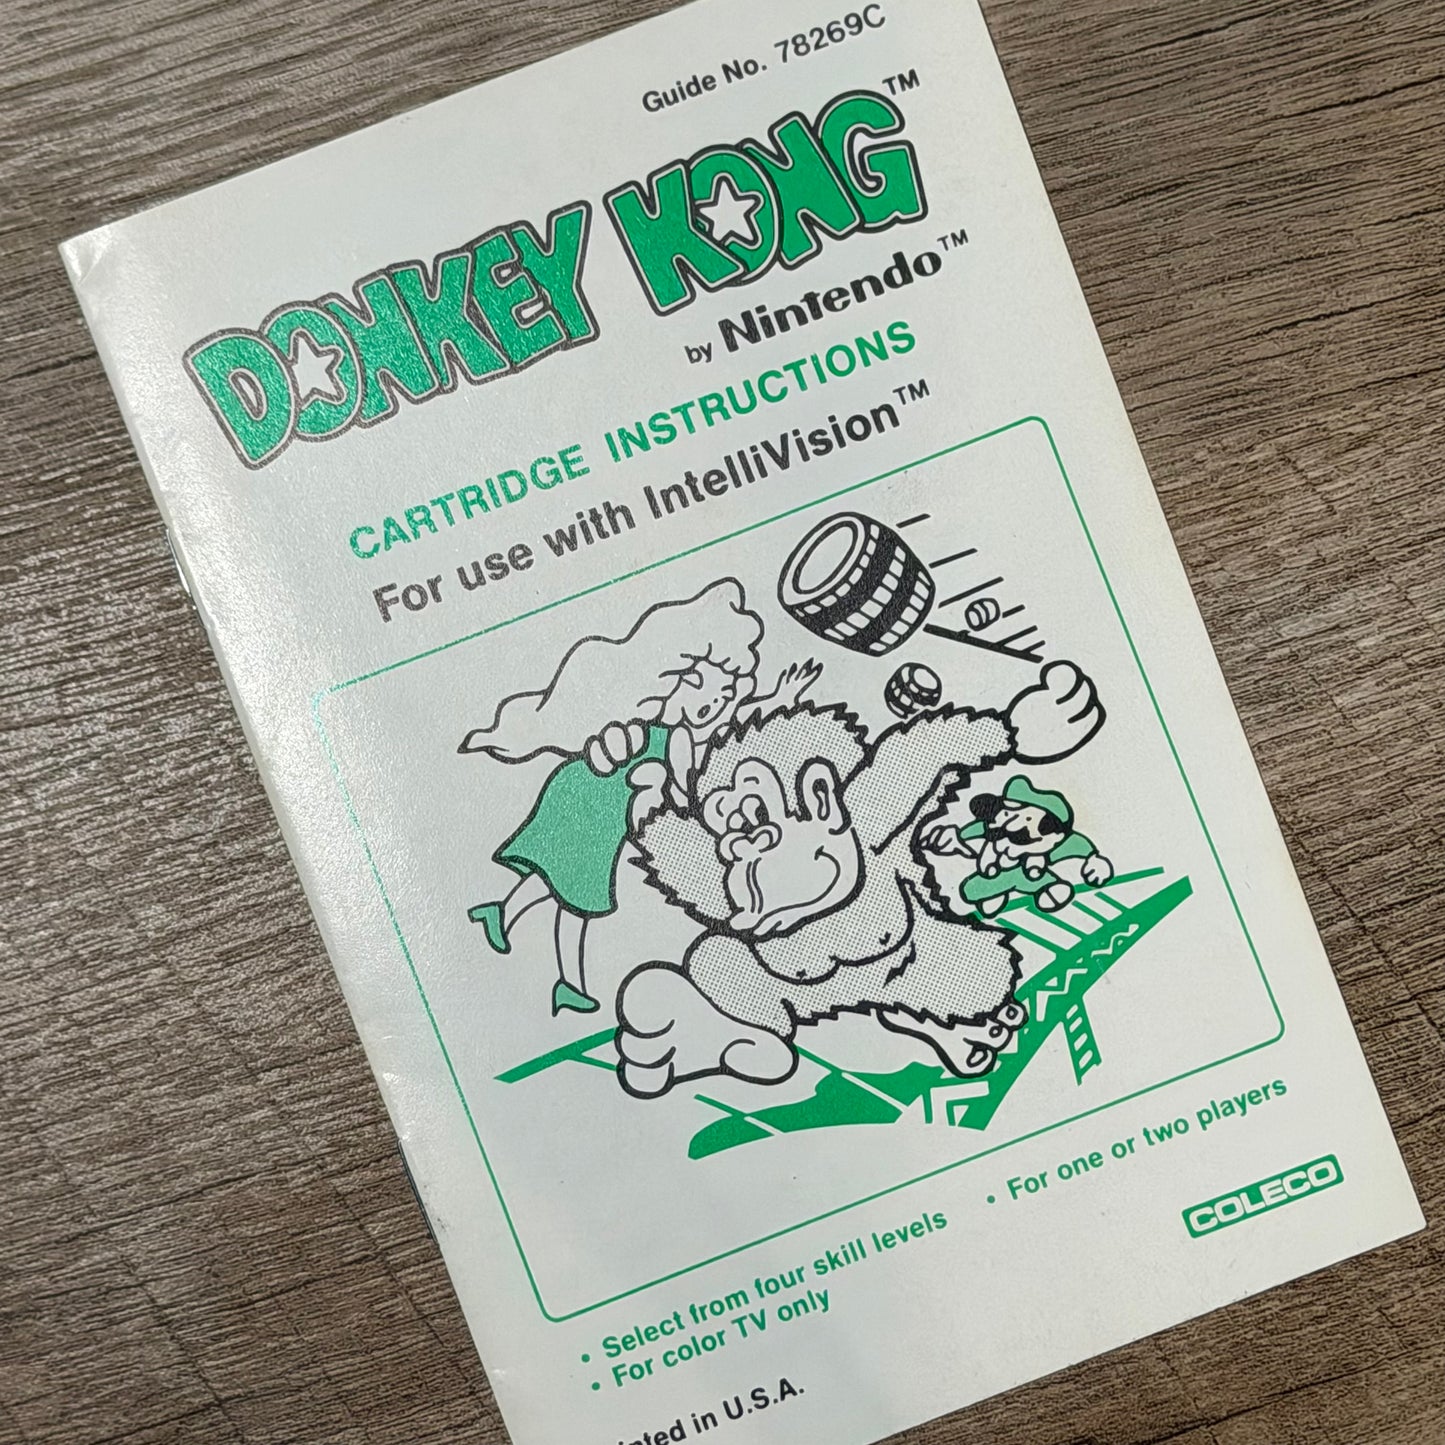 Guide No. 78269C
DONKEY KONG™
by Nintendo™
CARTRIDGE INSTRUCTIONS
For use with IntelliVision™
• Select from four skill levels
• For one or two players
• For color TV only
COLECO
in U.S.A.